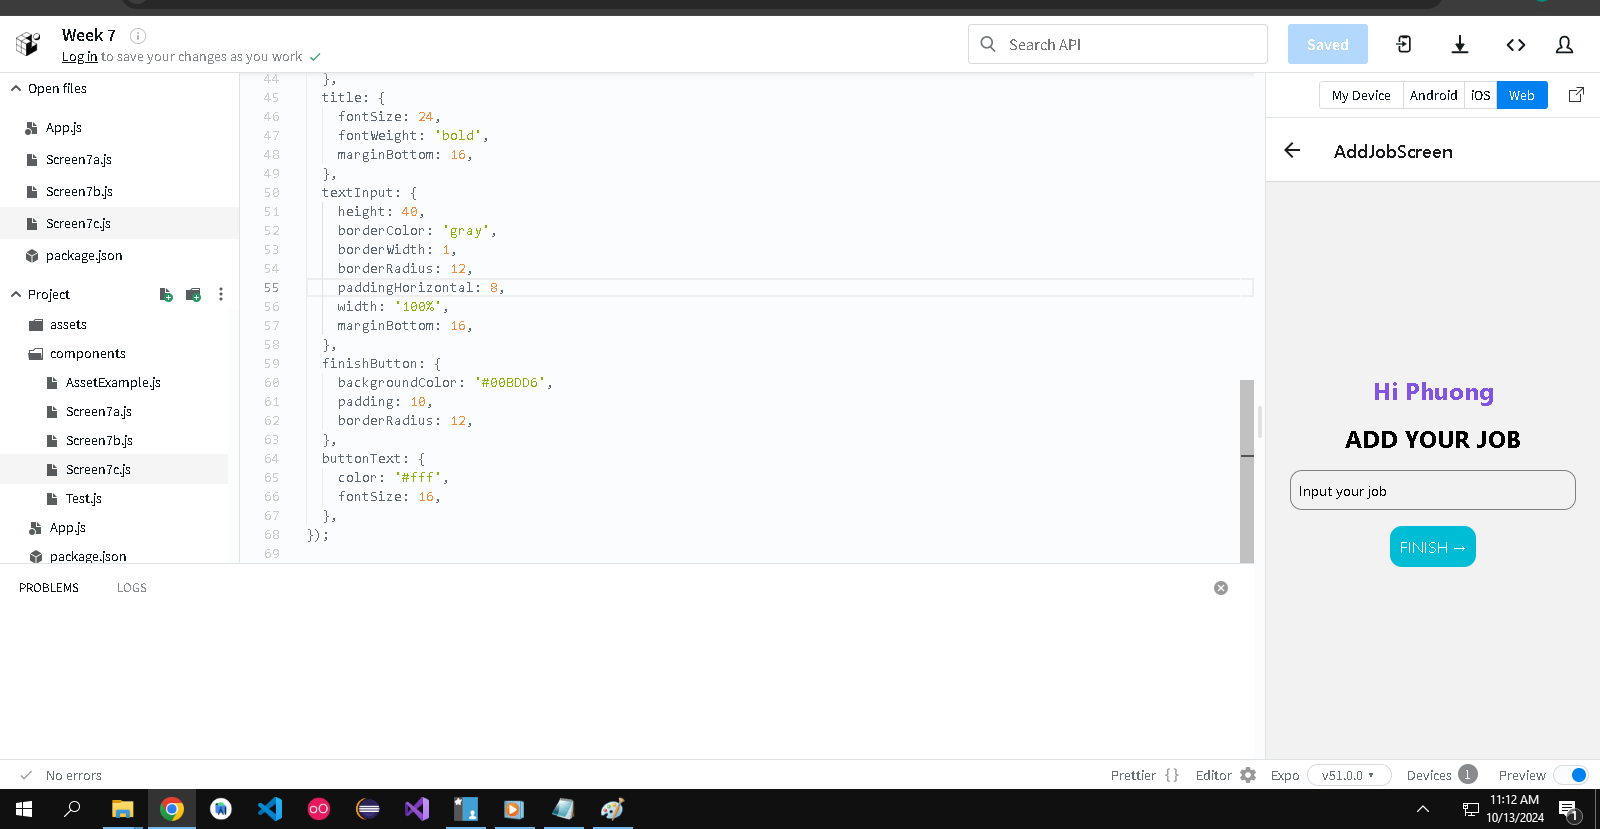 Week 7
Log in to save your changes as you work
Search API
Saved
Open files
App.js
Screen7a.js
Screen7b.js
Screen7c.js
package.json
Project
assets
components
AssetExample.js
Screen7a.js
Screen7b.js
Screen7c.js
Test.js
App.js
package.json
44 },
45 title: {
46 fontSize: 24,
47 fontWeight: 'bold',
48 marginBottom: 16,
49 },
50 textInput: {
51 height: 40,
52 borderColor: 'gray',
53 borderWidth: 1,
54 borderRadius: 12,
55 paddingHorizontal: 8,
56 width: '100%',
57 marginBottom: 16,
58 },
59 finishButton: {
60 backgroundColor: '#00BDD6',
61 padding: 10,
62 borderRadius: 12,
63 },
64 buttonText: {
65 color: '#fff',
66 fontSize: 16,
67 },
68 });
69
My Device Android iOS Web
AddJobScreen
Hi Phuong
ADD YOUR JOB
Input your job
FINISH →
PROBLEMS LOGS
No errors
Prettier {} Editor Expo v51.0.0 Devices 1 Preview
11:12 AM
10/13/2024
1